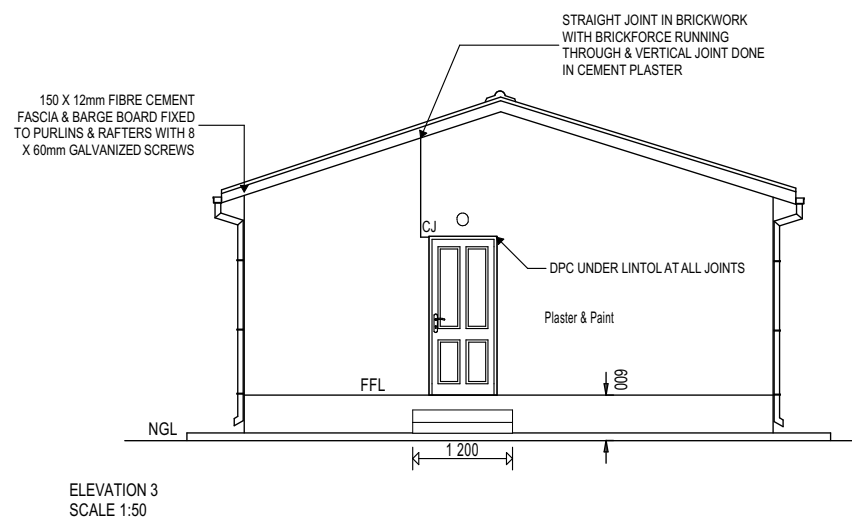 STRAIGHT JOINT IN BRICKWORK
WITH BRICKFORCE RUNNING
THROUGH & VERTICAL JOINT DONE
IN CEMENT PLASTER
150 X 12mm FIBRE CEMENT
FASCIA & BARGE BOARD FIXED
TO PURLINS & RAFTERS WITH 8
X 60mm GALVANIZED SCREWS
CJ
DPC UNDER LINTOL AT ALL JOINTS
Plaster & Paint
FFL
600
NGL
1 200
ELEVATION 3
SCALE 1:50